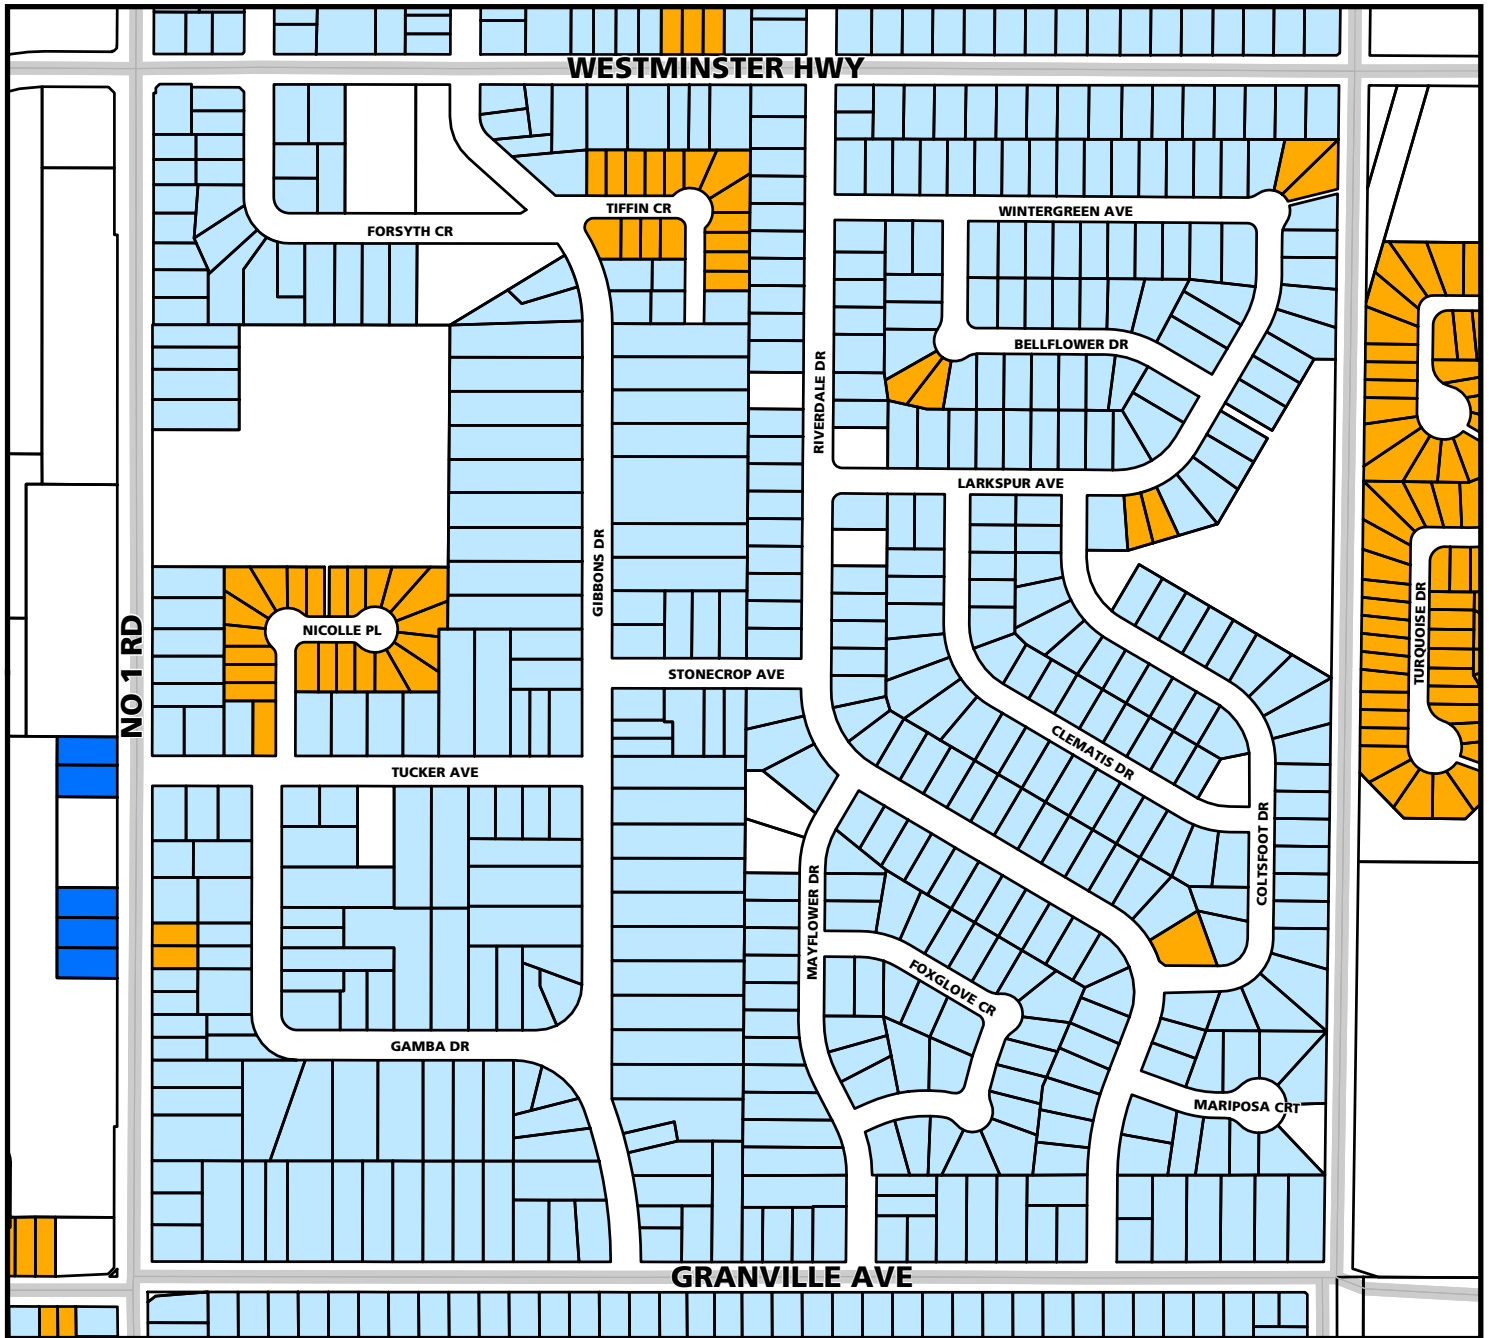 WESTMINSTER HWY
TIFFIN CR
WINTERGREEN AVE
FORSYTH CR
BELLFLOWER DR
RIVERDALE DR
LARKSPUR AVE
GIBBONS DR
NICOLLE PL
TURQUOISE DR
NO 1 RD
STONECROP AVE
CLEMATIS DR
TUCKER AVE
COLTSFOOT DR
MAYFLOWER DR
FOXGLOVE CR
GAMBA DR
MARIPOSA CRT
GRANVILLE AVE